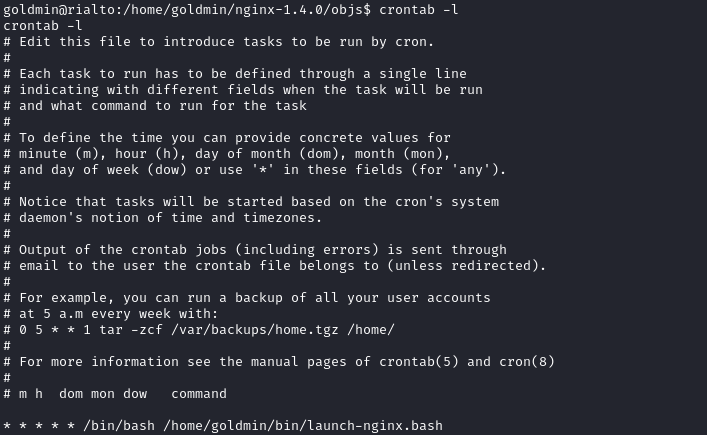 goldmin@rialto:/home/goldmin/nginx-1.4.0/objs$ crontab -l
crontab -l
# Edit this file to introduce tasks to be run by cron.
#
# Each task to run has to be defined through a single line
# indicating with different fields when the task will be run
# and what command to run for the task
#
# To define the time you can provide concrete values for
# minute (m), hour (h), day of month (dom), month (mon),
# and day of week (dow) or use '*' in these fields (for 'any').
#
# Notice that tasks will be started based on the cron's system
# daemon's notion of time and timezones.
#
# Output of the crontab jobs (including errors) is sent through
# email to the user the crontab file belongs to (unless redirected).
#
# For example, you can run a backup of all your user accounts
# at 5 a.m every week with:
# 0 5 * * 1 tar -zcf /var/backups/home.tgz /home/
#
# For more information see the manual pages of crontab(5) and cron(8)
#
# m h  dom mon dow   command
* * * * * /bin/bash /home/goldmin/bin/launch-nginx.bash